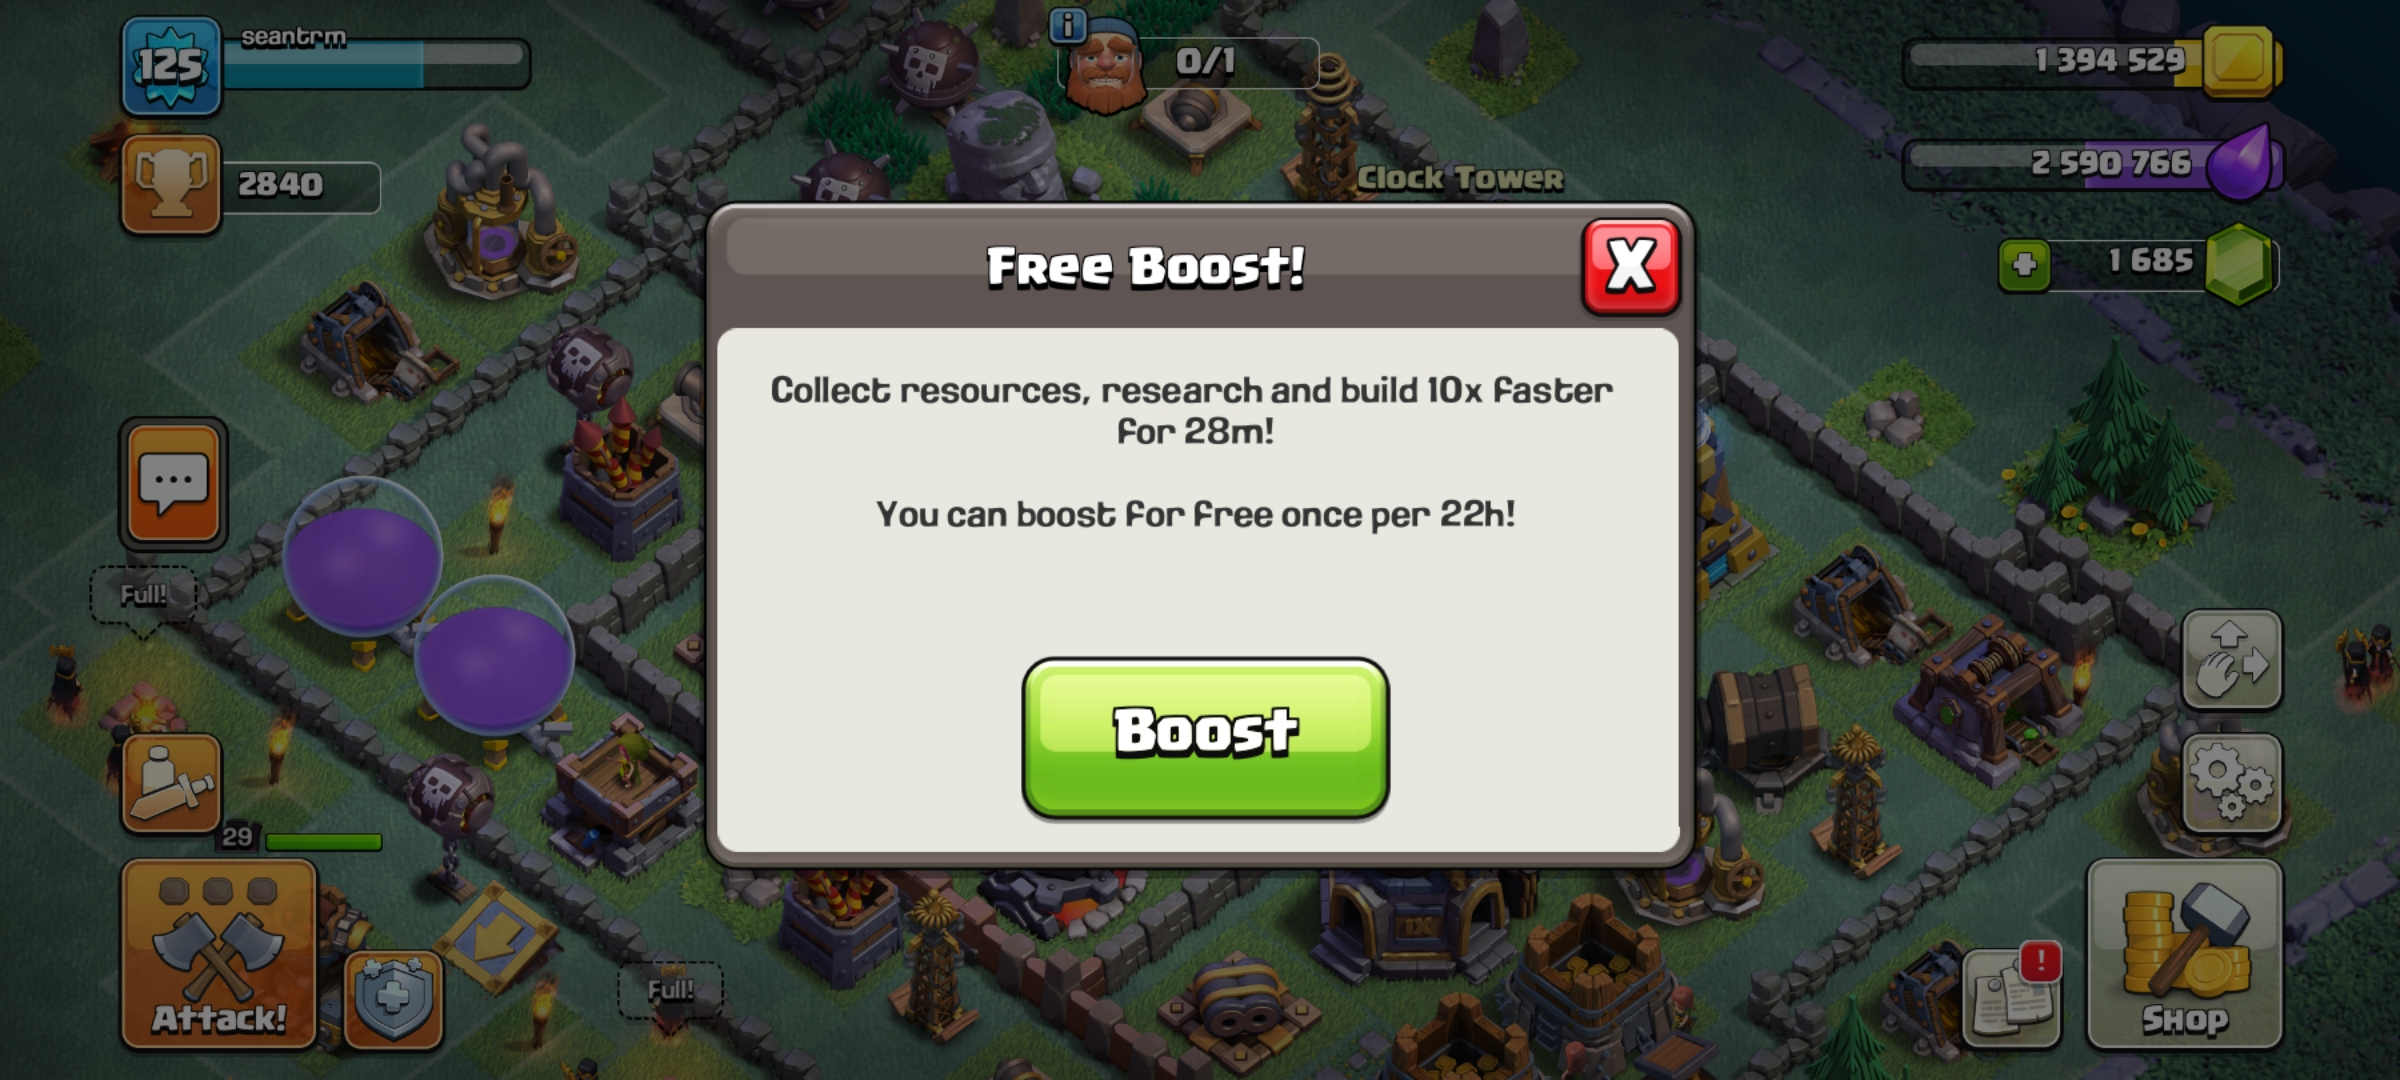 125
seantrm
0/1
1 394 529
2840
2 590 766
Clock Tower
1 685
Free Boost!
X
Collect resources, research and build 10x faster
for 28m!
You can boost for free once per 22h!
Full!
Boost
29
Full!
Attack!
!
Shop